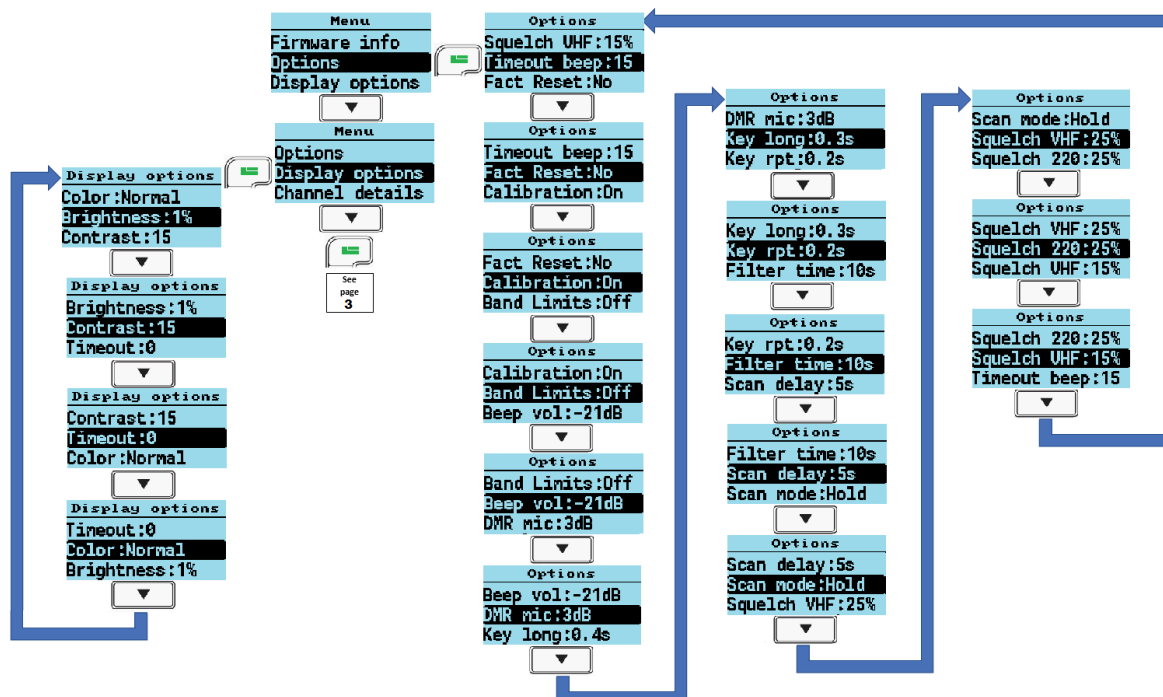 Menu
Firmware info
Options
Display options
Menu
Options
Display options
Channel details
See
page
3
Display options
Color:Normal
Brightness:1%
Contrast:15
Display options
Brightness:1%
Contrast:15
Timeout:0
Display options
Contrast:15
Timeout:0
Color:Normal
Display options
Timeout:0
Color:Normal
Brightness:1%
Options
Squelch VHF:15%
Timeout beep:15
Fact Reset:No
Options
Timeout beep:15
Fact Reset:No
Calibration:On
Options
Fact Reset:No
Calibration:On
Band Limits:Off
Options
Calibration:On
Band Limits:Off
Beep vol:-21dB
Options
Band Limits:Off
Beep vol:-21dB
DMR mic:3dB
Options
Beep vol:-21dB
DMR mic:3dB
Key long:0.4s
Options
DMR mic:3dB
Key long:0.3s
Key rpt:0.2s
Options
Key long:0.3s
Key rpt:0.2s
Filter time:10s
Options
Key rpt:0.2s
Filter time:10s
Scan delay:5s
Options
Filter time:10s
Scan delay:5s
Scan mode:Hold
Options
Scan delay:5s
Scan mode:Hold
Squelch VHF:25%
Options
Scan mode:Hold
Squelch VHF:25%
Squelch 220:25%
Options
Squelch VHF:25%
Squelch 220:25%
Squelch VHF:15%
Options
Squelch 220:25%
Squelch VHF:15%
Timeout beep:15